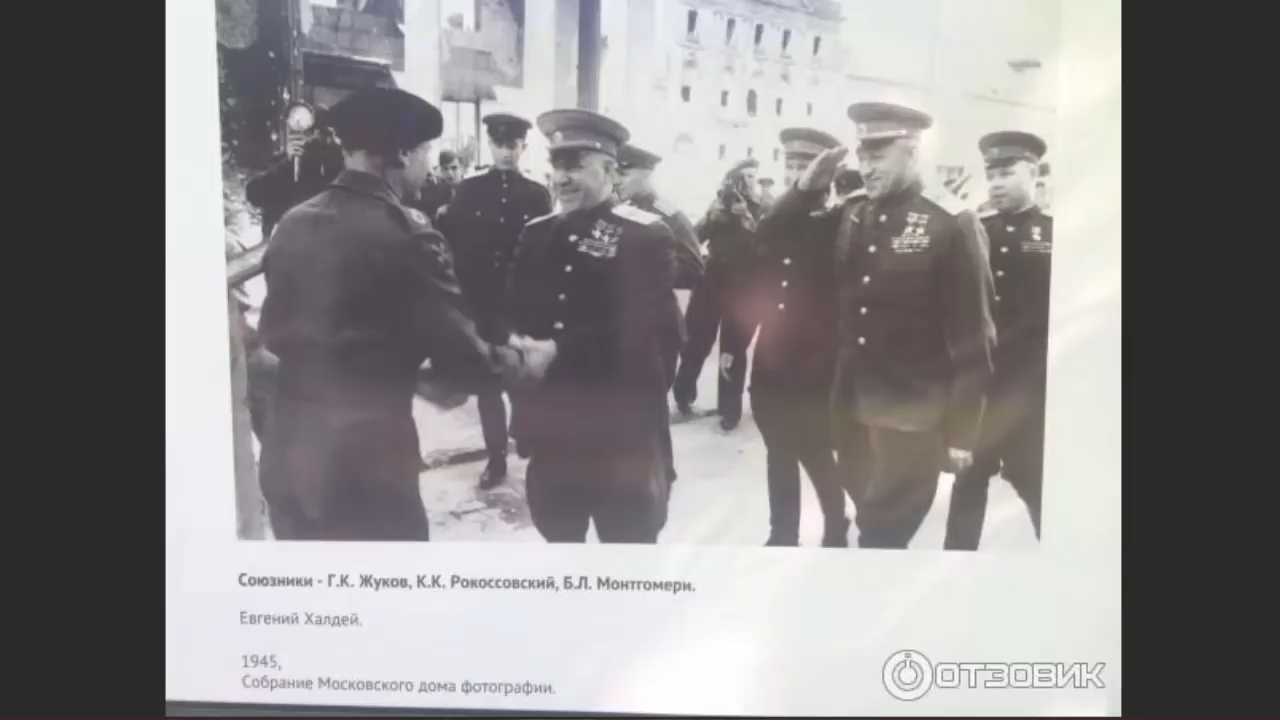 Союзники - Г.К. Жуков, К.К. Рокоссовский, Б.Л. Монтгомери.
Евгений Халдей.
1945,
Собрание Московского дома фотографии.
ОТЗОВИК